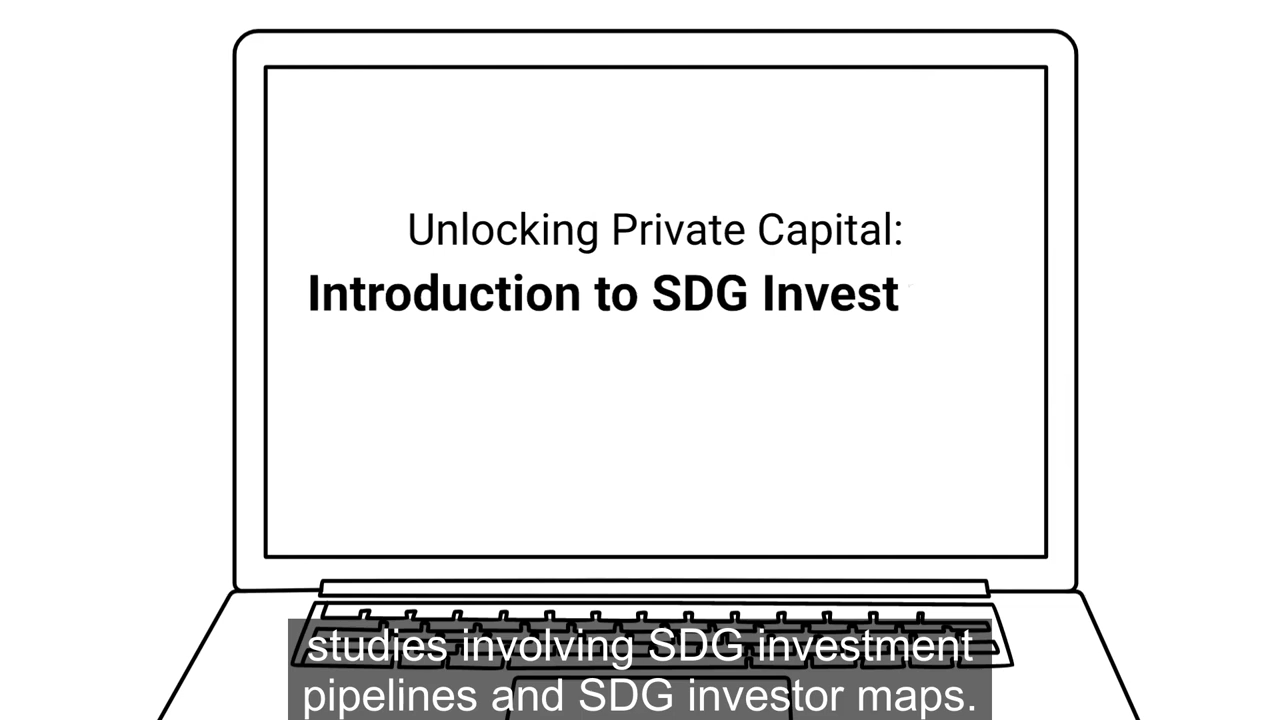 Unlocking Private Capital:
Introduction to SDG Invest
studies involving SDG investment
pipelines and SDG investor maps.